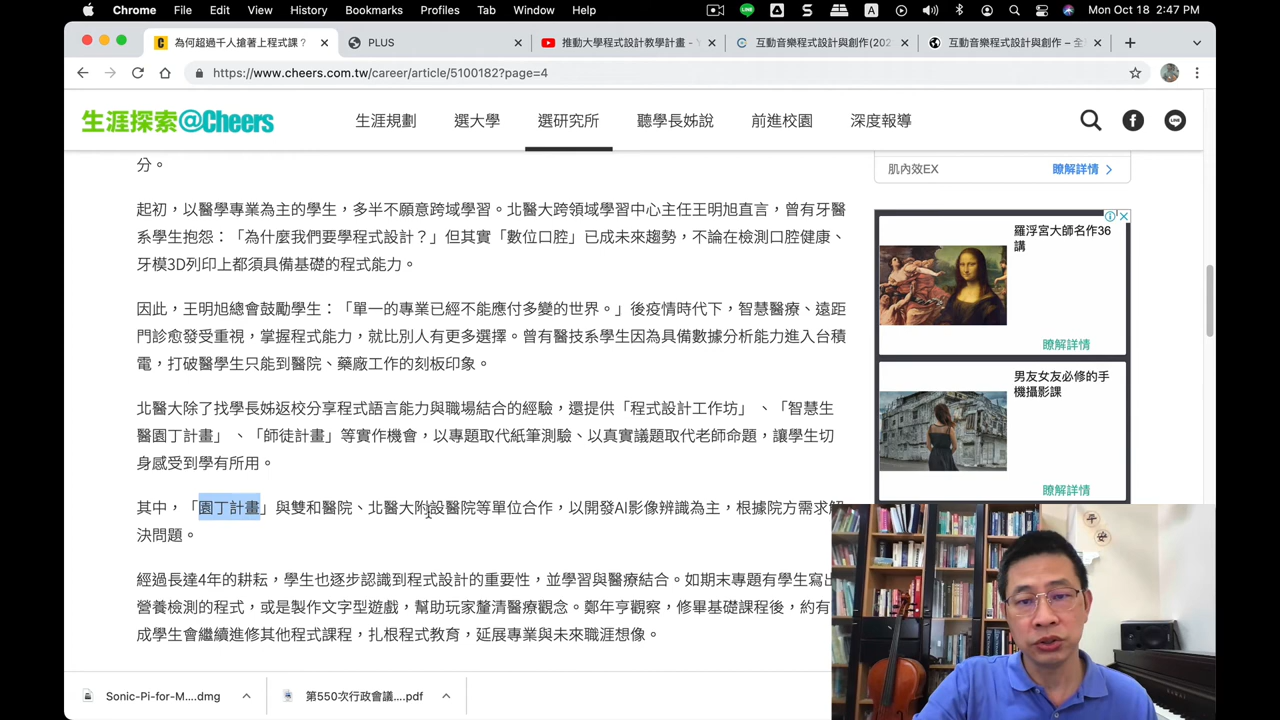 Chrome File Edit View History Bookmarks Profiles Tab Window Help
Mon Oct 18 2:47 PM
為何超過千人搶著上程式課？
PLUS
推動大學程式設計教學計畫 - Y
互動音樂程式設計與創作(202
互動音樂程式設計與創作 – 全
https://www.cheers.com.tw/career/article/5100182?page=4
生涯探索@Cheers
生涯規劃 選大學 選研究所 聽學長姊說 前進校園 深度報導
分。
起初，以醫學專業為主的學生，多半不願意跨域學習。北醫大跨領域學習中心主任王明旭直言，曾有牙醫
系學生抱怨：「為什麼我們要學程式設計？」但其實「數位口腔」已成未來趨勢，不論在檢測口腔健康、
牙模3D列印上都須具備基礎的程式能力。
因此，王明旭總會鼓勵學生：「單一的專業已經不能應付多變的世界。」後疫情時代下，智慧醫療、遠距
門診愈發受重視，掌握程式能力，就比別人有更多選擇。曾有醫技系學生因為具備數據分析能力進入台積
電，打破醫學生只能到醫院、藥廠工作的刻板印象。
北醫大除了找學長姊返校分享程式語言能力與職場結合的經驗，還提供「程式設計工作坊」、「智慧生
醫園丁計畫」、「師徒計畫」等實作機會，以專題取代紙筆測驗、以真實議題取代老師命題，讓學生切
身感受到學有所用。
其中，「園丁計畫」與雙和醫院、北醫大附設醫院等單位合作，以開發AI影像辨識為主，根據院方需求解
決問題。
經過長達4年的耕耘，學生也逐步認識到程式設計的重要性，並學習與醫療結合。如期末專題有學生寫出
營養檢測的程式，或是製作文字型遊戲，幫助玩家釐清醫療觀念。鄭年亨觀察，修畢基礎課程後，約有
成學生會繼續進修其他程式課程，扎根程式教育，延展專業與未來職涯想像。
肌內效EX
瞭解詳情
羅浮宮大師名作36
講
瞭解詳情
男友女友必修的手
機攝影課
瞭解詳情
平
安
Sonic-Pi-for-M....dmg
第550次行政會議....pdf